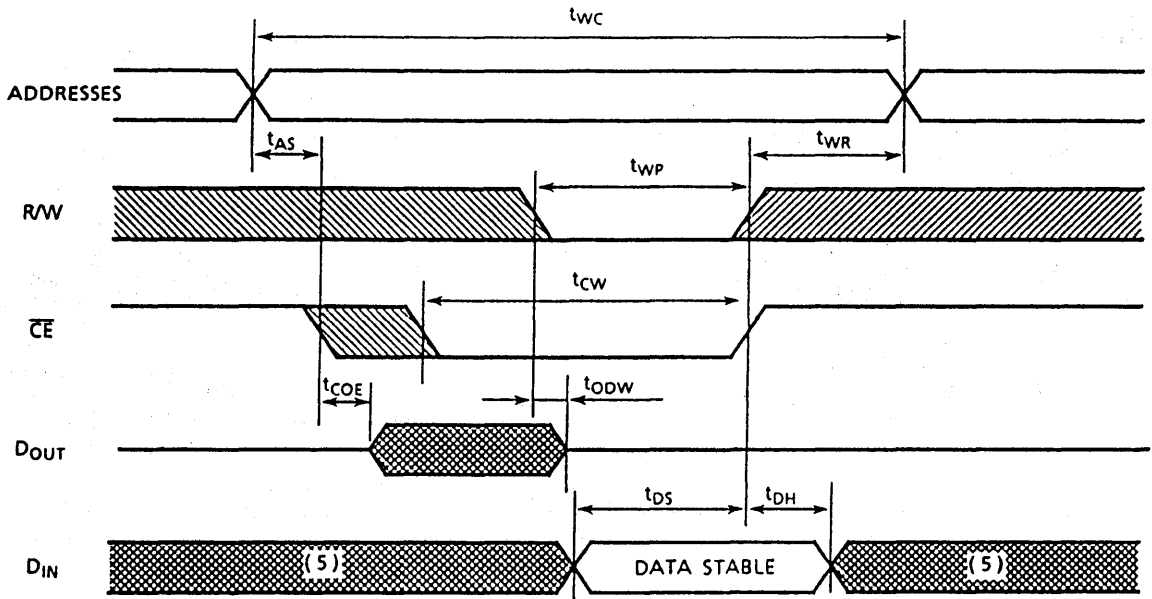 tWC
ADDRESSES
tAS
tWR
tWP
R/W
tCW
CE
tCOE
tODW
DOUT
tDS
tDH
DIN
(5)
DATA STABLE
(5)